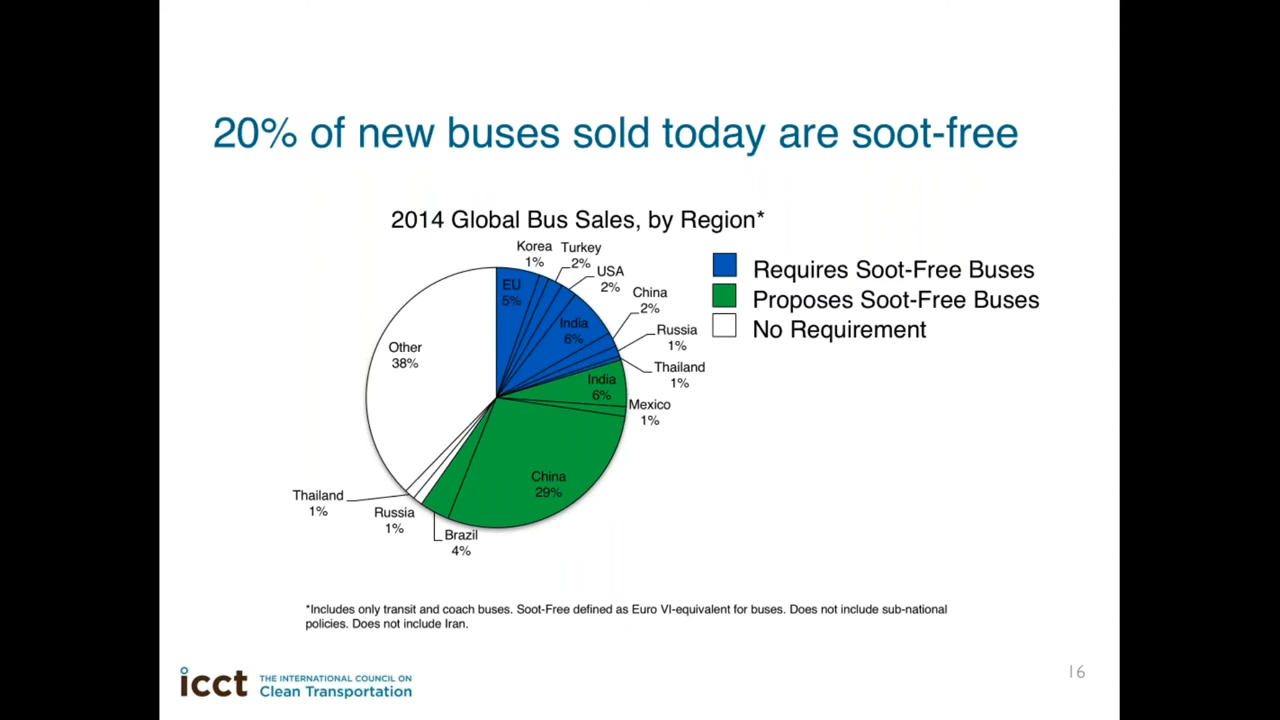 20% of new buses sold today are soot-free
2014 Global Bus Sales, by Region*
Korea
1%
Turkey
2%
USA
2%
China
2%
Russia
1%
Thailand
1%
EU
5%
India
6%
India
6%
Mexico
1%
China
29%
Brazil
4%
Russia
1%
Thailand
1%
Other
38%
Requires Soot-Free Buses
Proposes Soot-Free Buses
No Requirement
*Includes only transit and coach buses. Soot-Free defined as Euro VI-equivalent for buses. Does not include sub-national
policies. Does not include Iran.
icct
THE INTERNATIONAL COUNCIL ON
Clean Transportation
16